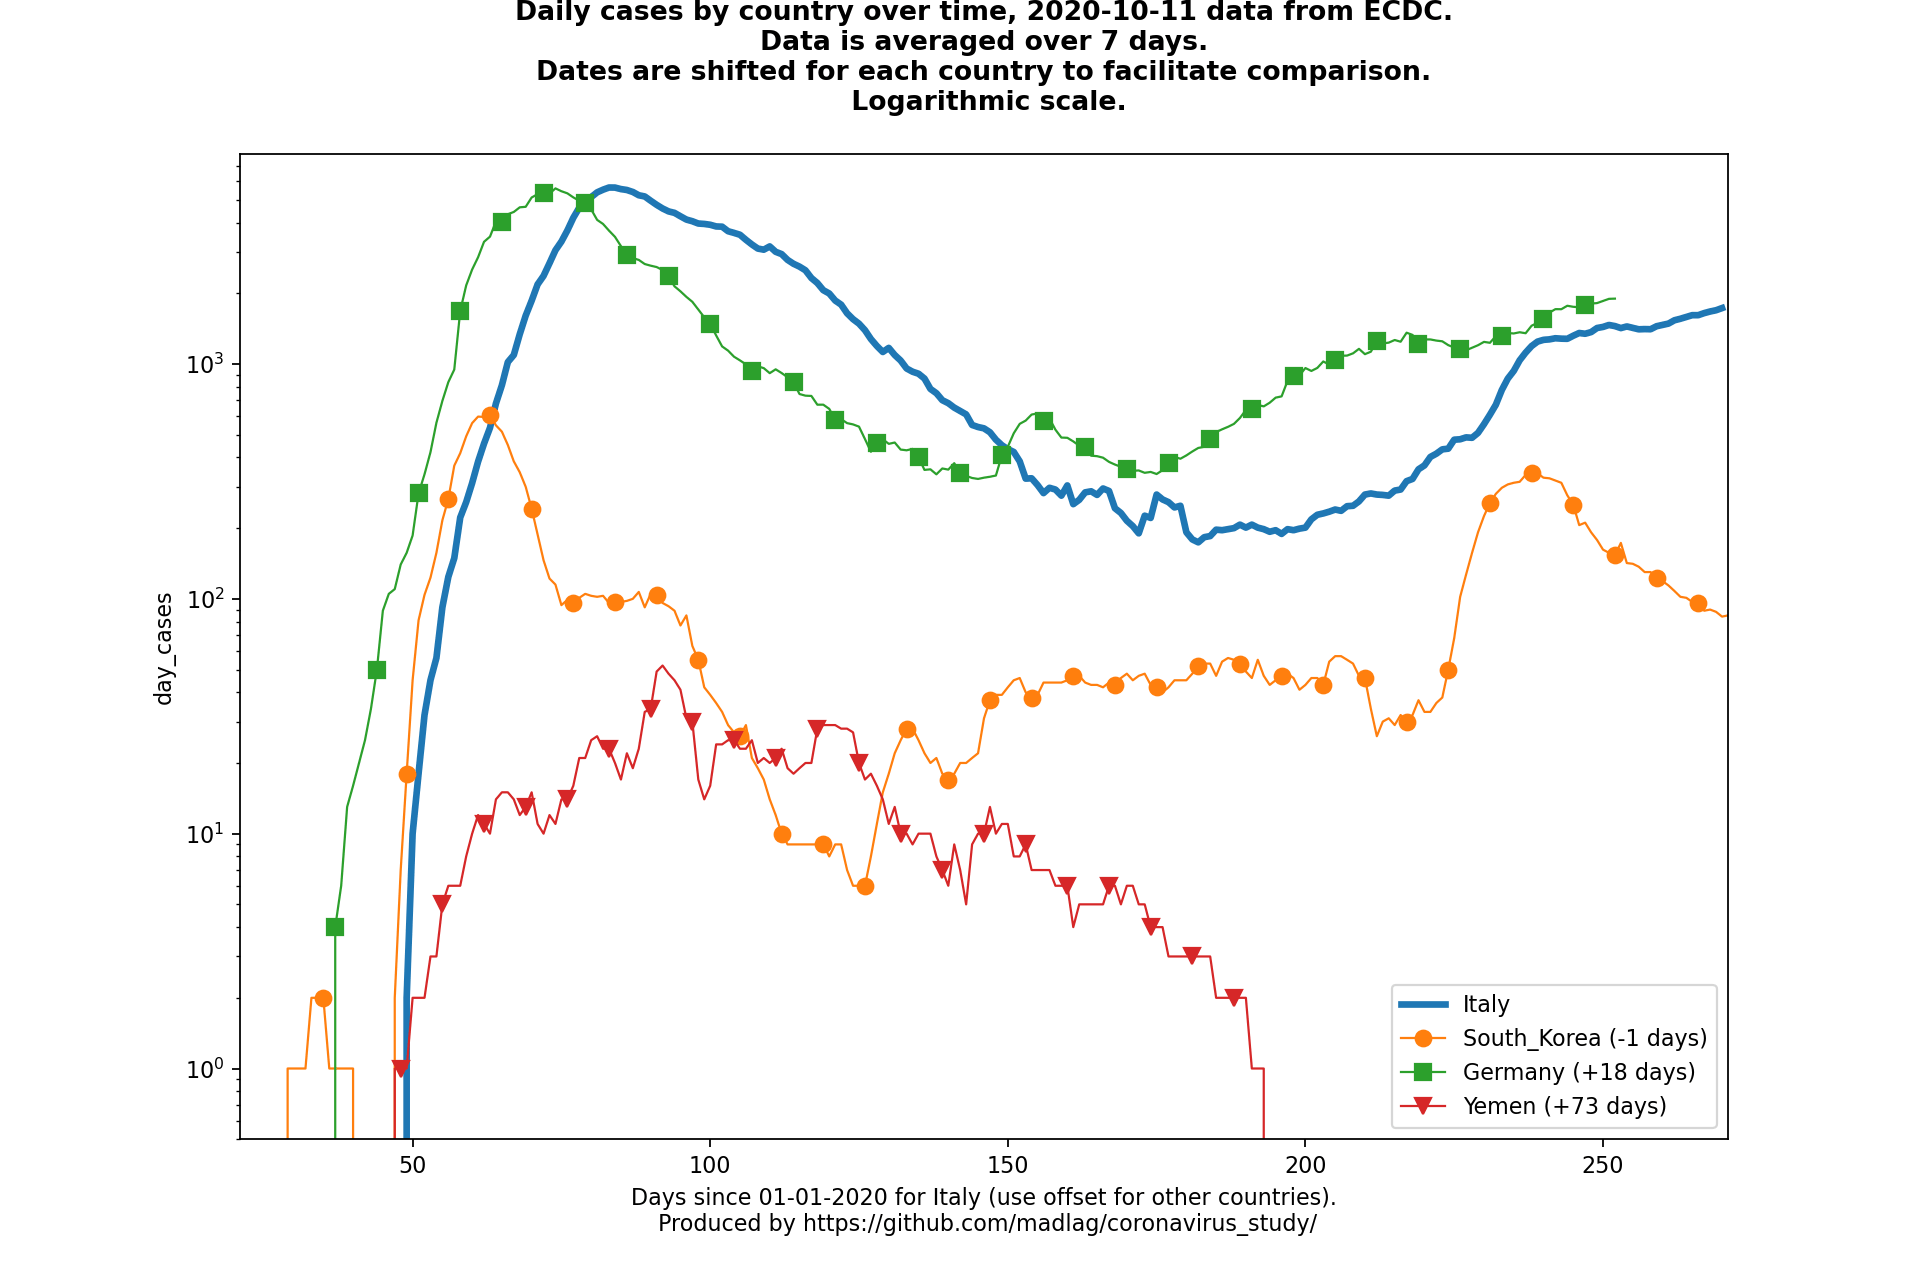 Daily cases by country over time, 2020-10-11 data from ECDC.
Data is averaged over 7 days.
Dates are shifted for each country to facilitate comparison.
Logarithmic scale.
day_cases
10³
10²
10¹
10⁰
Italy
South_Korea (-1 days)
Germany (+18 days)
Yemen (+73 days)
50 100 150 200 250
Days since 01-01-2020 for Italy (use offset for other countries).
Produced by https://github.com/madlag/coronavirus_study/